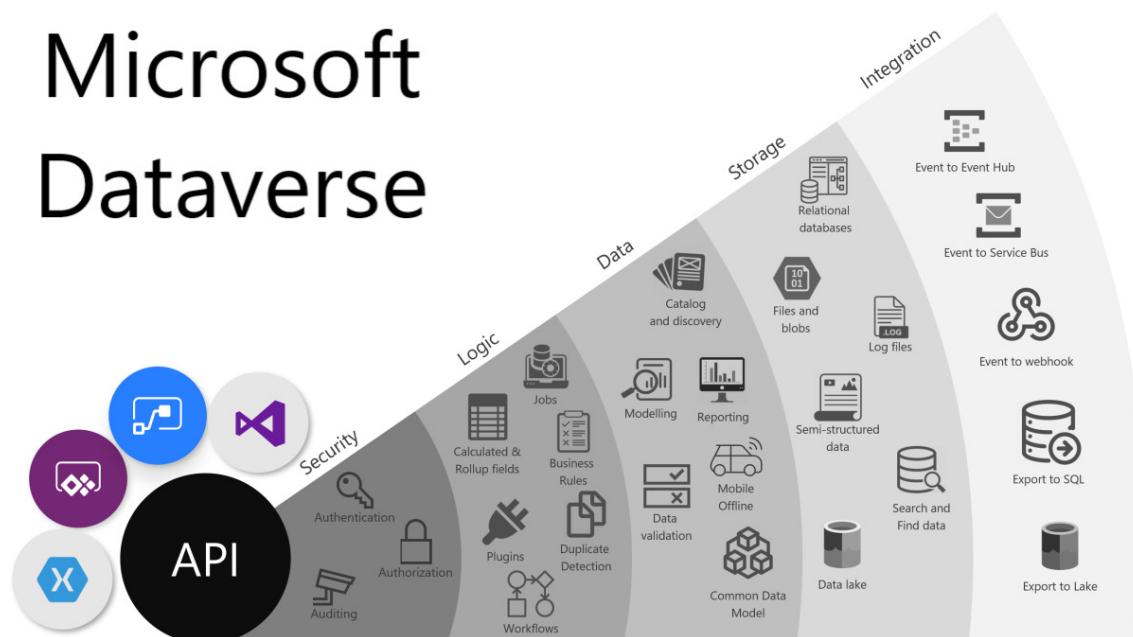 Microsoft
Dataverse
API
Security
Authentication
Authorization
Auditing
Logic
Jobs
Calculated &
Rollup fields
Business
Rules
Plugins
Duplicate
Detection
Workflows
Data
Catalog
and discovery
Modelling
Reporting
Data
validation
Mobile
Offline
Common Data
Model
Storage
Relational
databases
10
01
Files and
blobs
.LOG
Log files
Semi-structured
data
Search and
Find data
Data lake
Integration
Event to Event Hub
Event to Service Bus
Event to webhook
Export to SQL
Export to Lake